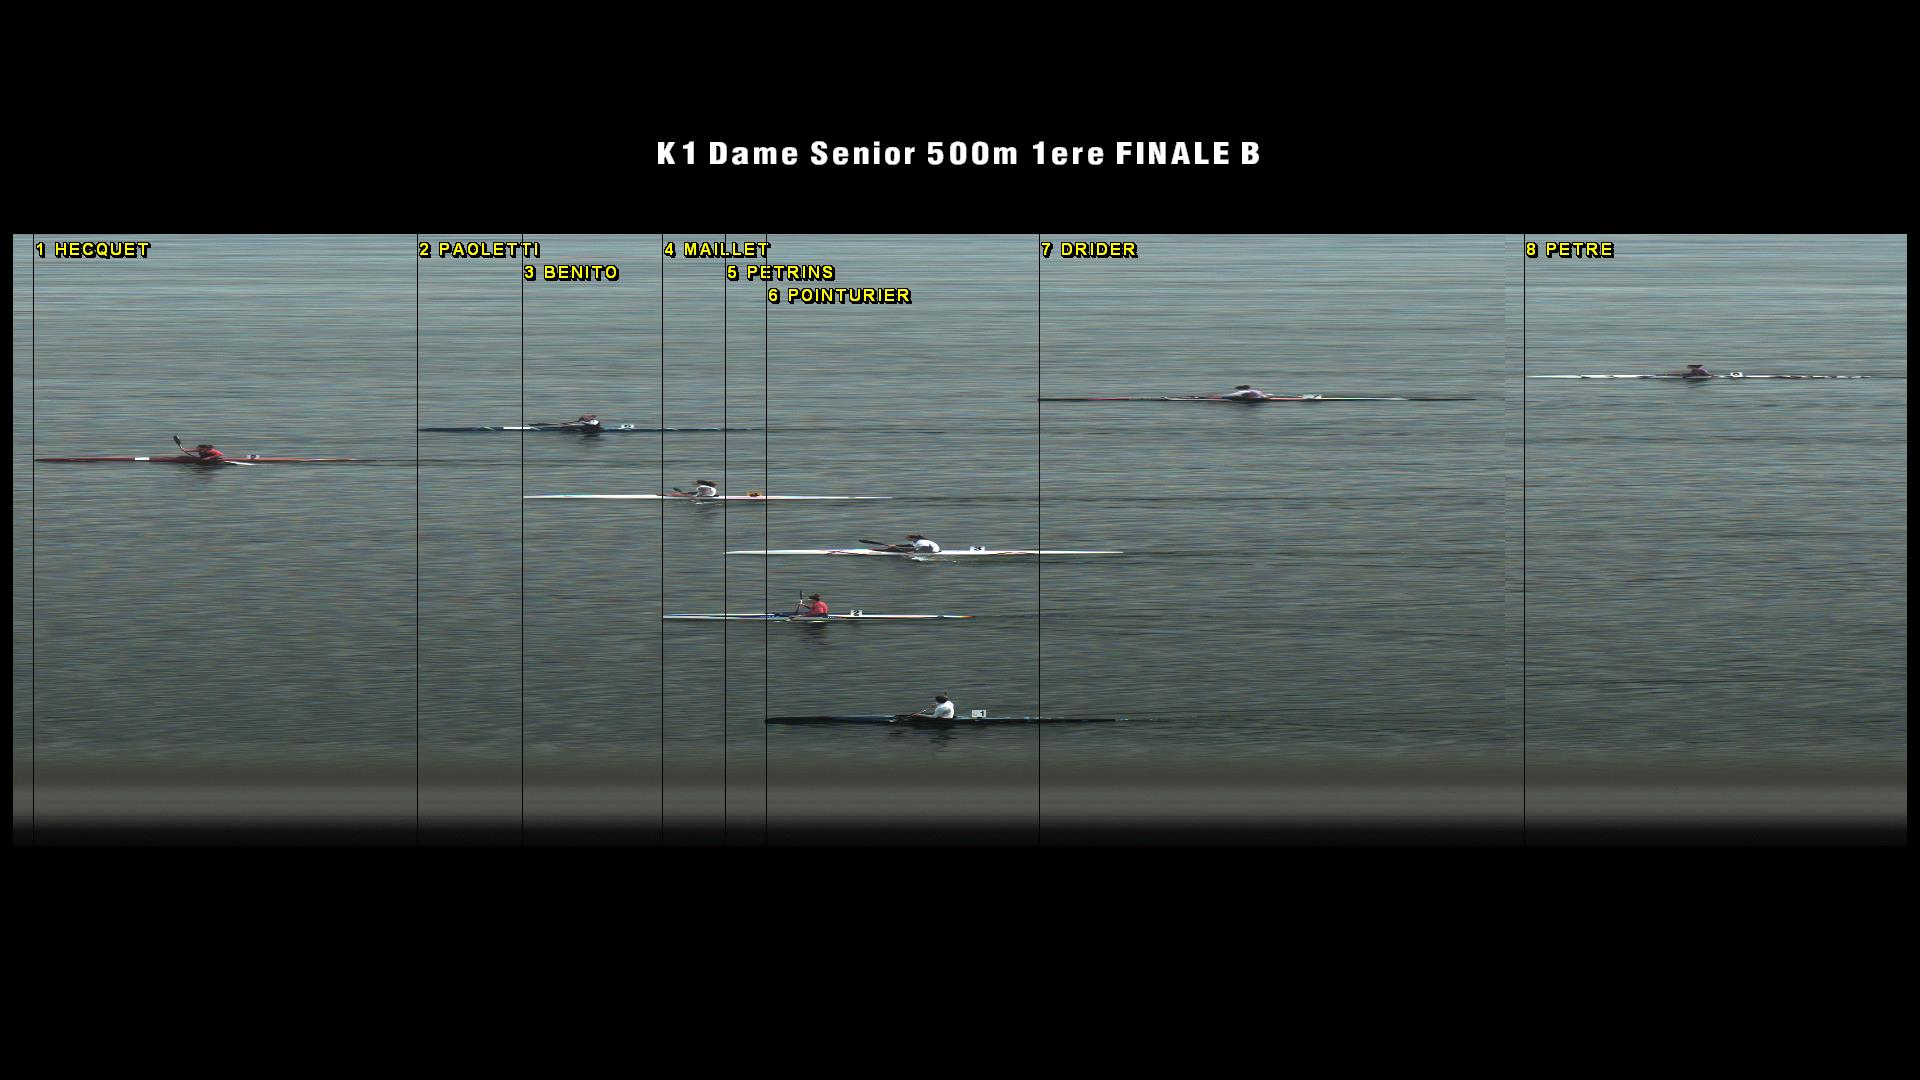 K1 Dame Senior 500m 1ere FINALE B
1 HECQUET
2 PAOLETTI
4 MAILLET
7 DRIDER
8 PETRE
3 BENITO
5 PETRINS
6 POINTURIER